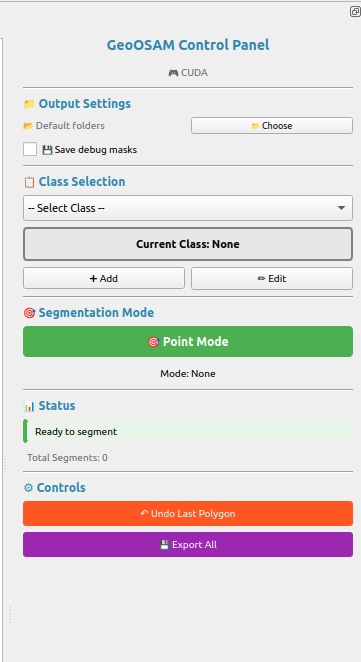 GeoOSAM Control Panel
🎮 CUDA
📁 Output Settings
📂 Default folders
📁 Choose
💾 Save debug masks
📋 Class Selection
-- Select Class --
Current Class: None
➕ Add
✏ Edit
🎯 Segmentation Mode
🎯 Point Mode
Mode: None
📊 Status
Ready to segment
Total Segments: 0
⚙ Controls
↶ Undo Last Polygon
💾 Export All